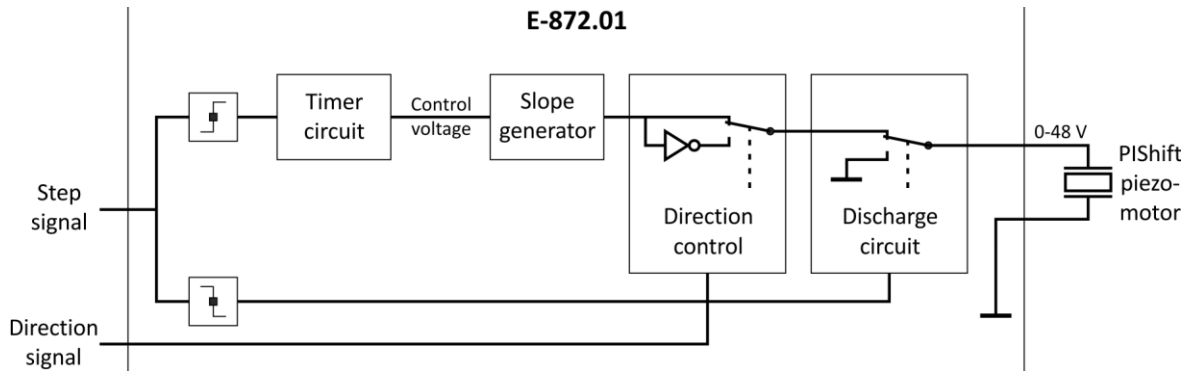 E-872.01
Timer
circuit
Control
voltage
Slope
generator
0-48 V
PIShift
piezo-
motor
Step
signal
Direction
control
Discharge
circuit
Direction
signal